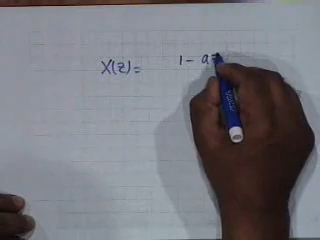 X(z) = 1 - a